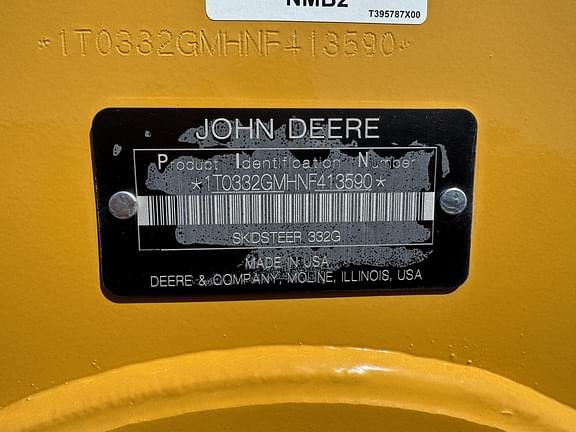 NMB2
T395787X00
*1T0332GMHNF413590*
JOHN DEERE
Product Identification Number
*1T0332GMHNF413590*
SKIDSTEER 332G
MADE IN USA
DEERE & COMPANY, MOLINE, ILLINOIS, USA